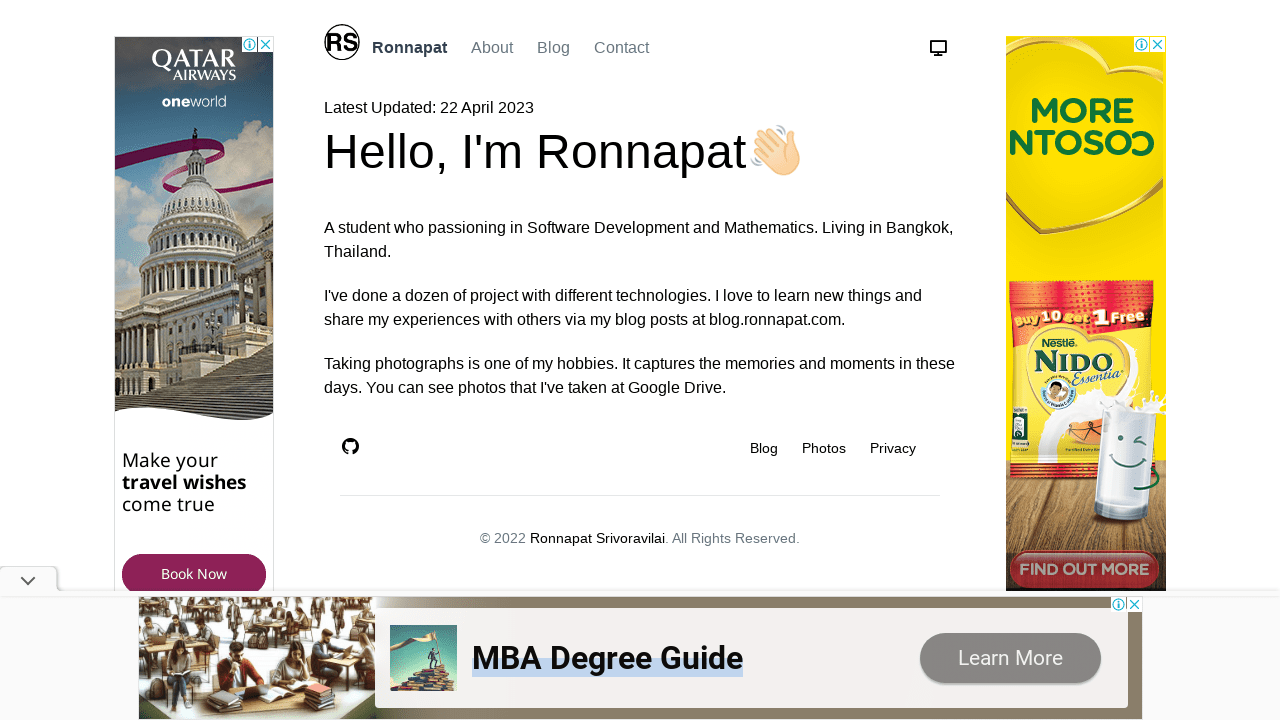 RS
Ronnapat About Blog Contact
Latest Updated: 22 April 2023
Hello, I'm Ronnapat👋🏻
A student who passioning in Software Development and Mathematics. Living in Bangkok,
Thailand.
I've done a dozen of project with different technologies. I love to learn new things and
share my experiences with others via my blog posts at blog.ronnapat.com.
Taking photographs is one of my hobbies. It captures the memories and moments in these
days. You can see photos that I've taken at Google Drive.
Blog Photos Privacy
© 2022 Ronnapat Srivoravilai. All Rights Reserved.
QATAR
AIRWAYS
oneworld
Make your
travel wishes
come true
Book Now
MORE
NTOSOC
Buy 10 Get 1 Free
Nestlé
NIDO
Essentia
FIND OUT MORE
MBA Degree Guide
Learn More